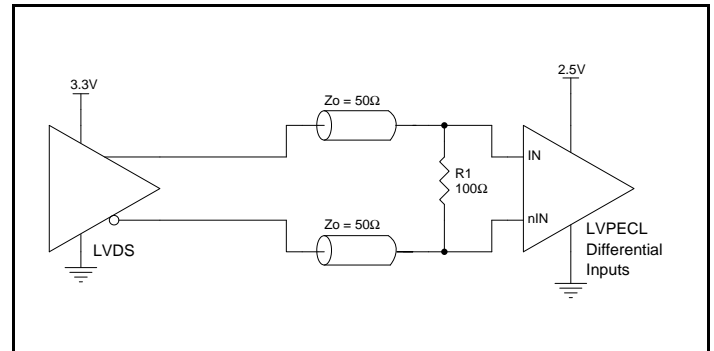 3.3V
Zo = 50Ω
2.5V
IN
R1
100Ω
nIN
Zo = 50Ω
LVDS
LVPECL
Differential
Inputs